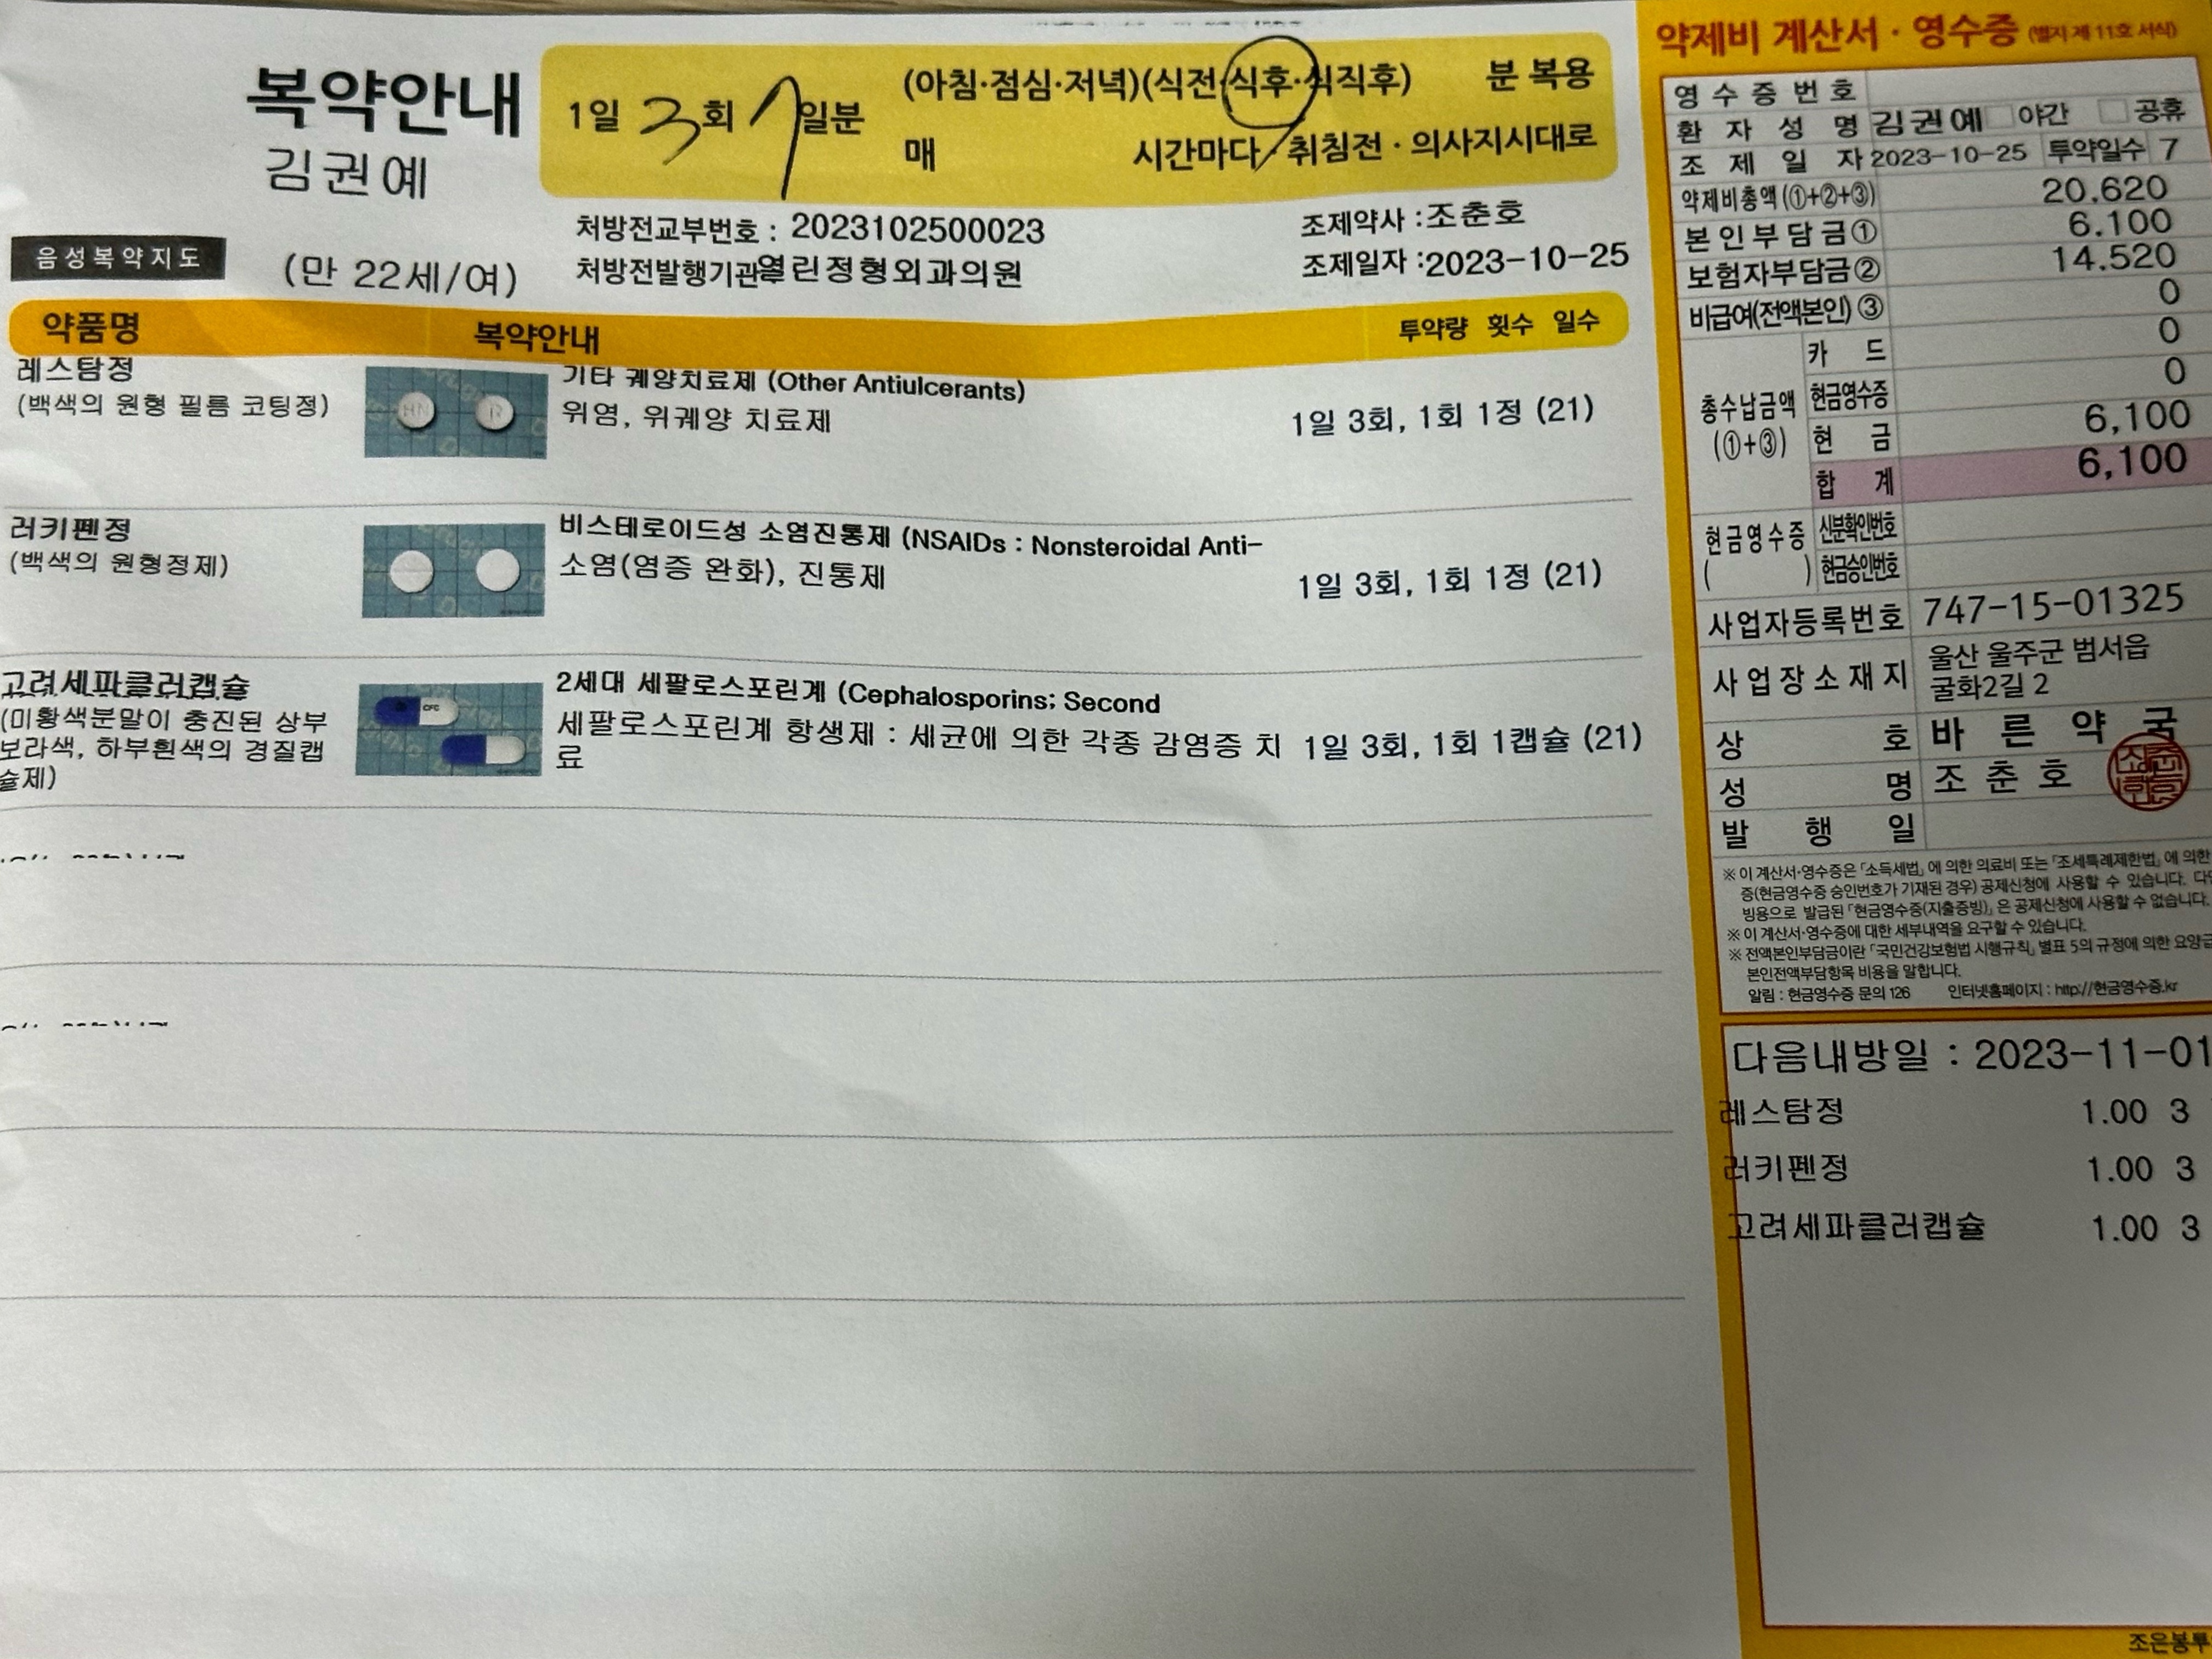 복약안내
김권예
음성복약지도
(만 22세/여)
1일 3회 7일분
(아침·점심·저녁)(식전·식후·식직후) 분 복용
매 시간마다·취침전·의사지시대로
처방전교부번호 : 2023102500023
조제약사 : 조춘호
처방전발행기관 열린정형외과의원
조제일자 : 2023-10-25
약품명 복약안내 투약량 횟수 일수
레스탐정
(백색의 원형 필름 코팅정)
HN R
기타 궤양치료제 (Other Antiulcerants)
위염, 위궤양 치료제
1일 3회, 1회 1정 (21)
러키펜정
(백색의 원형정제)
비스테로이드성 소염진통제 (NSAIDs : Nonsteroidal Anti-
소염(염증 완화), 진통제
1일 3회, 1회 1정 (21)
고려세파클러캡슐
(미황색분말이 충진된 상부
보라색, 하부흰색의 경질캡
슐제)
CFC
2세대 세팔로스포린계 (Cephalosporins; Second
세팔로스포린계 항생제 : 세균에 의한 각종 감염증 치
료
1일 3회, 1회 1캡슐 (21)
약제비 계산서·영수증 (별지 제 11호 서식)
영수증번호
환자성명 김권예 야간 공휴
조제일자 2023-10-25 투약일수 7
약제비총액(①+②+③) 20.620
본인부담금① 6.100
보험자부담금② 14.520
비급여(전액본인)③ 0
총수납금액
(①+③)
카드 0
현금영수증 0
현금 6,100
합계 6,100
현금영수증
( )
신분확인번호
현금승인번호
사업자등록번호 747-15-01325
사업장소재지 울산 울주군 범서읍
굴화2길 2
상호 바른약국
성명 조춘호
발행일
※ 이 계산서·영수증은 「소득세법」에 의한 의료비 또는 「조세특례제한법」에 의한
증(현금영수증 승인번호가 기재된 경우) 공제신청에 사용할 수 있습니다. 다만
빙용으로 발급된 「현금영수증(지출증빙)」은 공제신청에 사용할 수 없습니다.
※ 이 계산서·영수증에 대한 세부내역을 요구할 수 있습니다.
※ 전액본인부담금이란 「국민건강보험법 시행규칙」 별표 5의 규정에 의한 요양급
본인전액부담항목 비용을 말합니다.
알림 : 현금영수증 문의 126 인터넷홈페이지 : http://현금영수증.kr
다음내방일 : 2023-11-01
레스탐정 1.00 3
러키펜정 1.00 3
고려세파클러캡슐 1.00 3
조은봉투